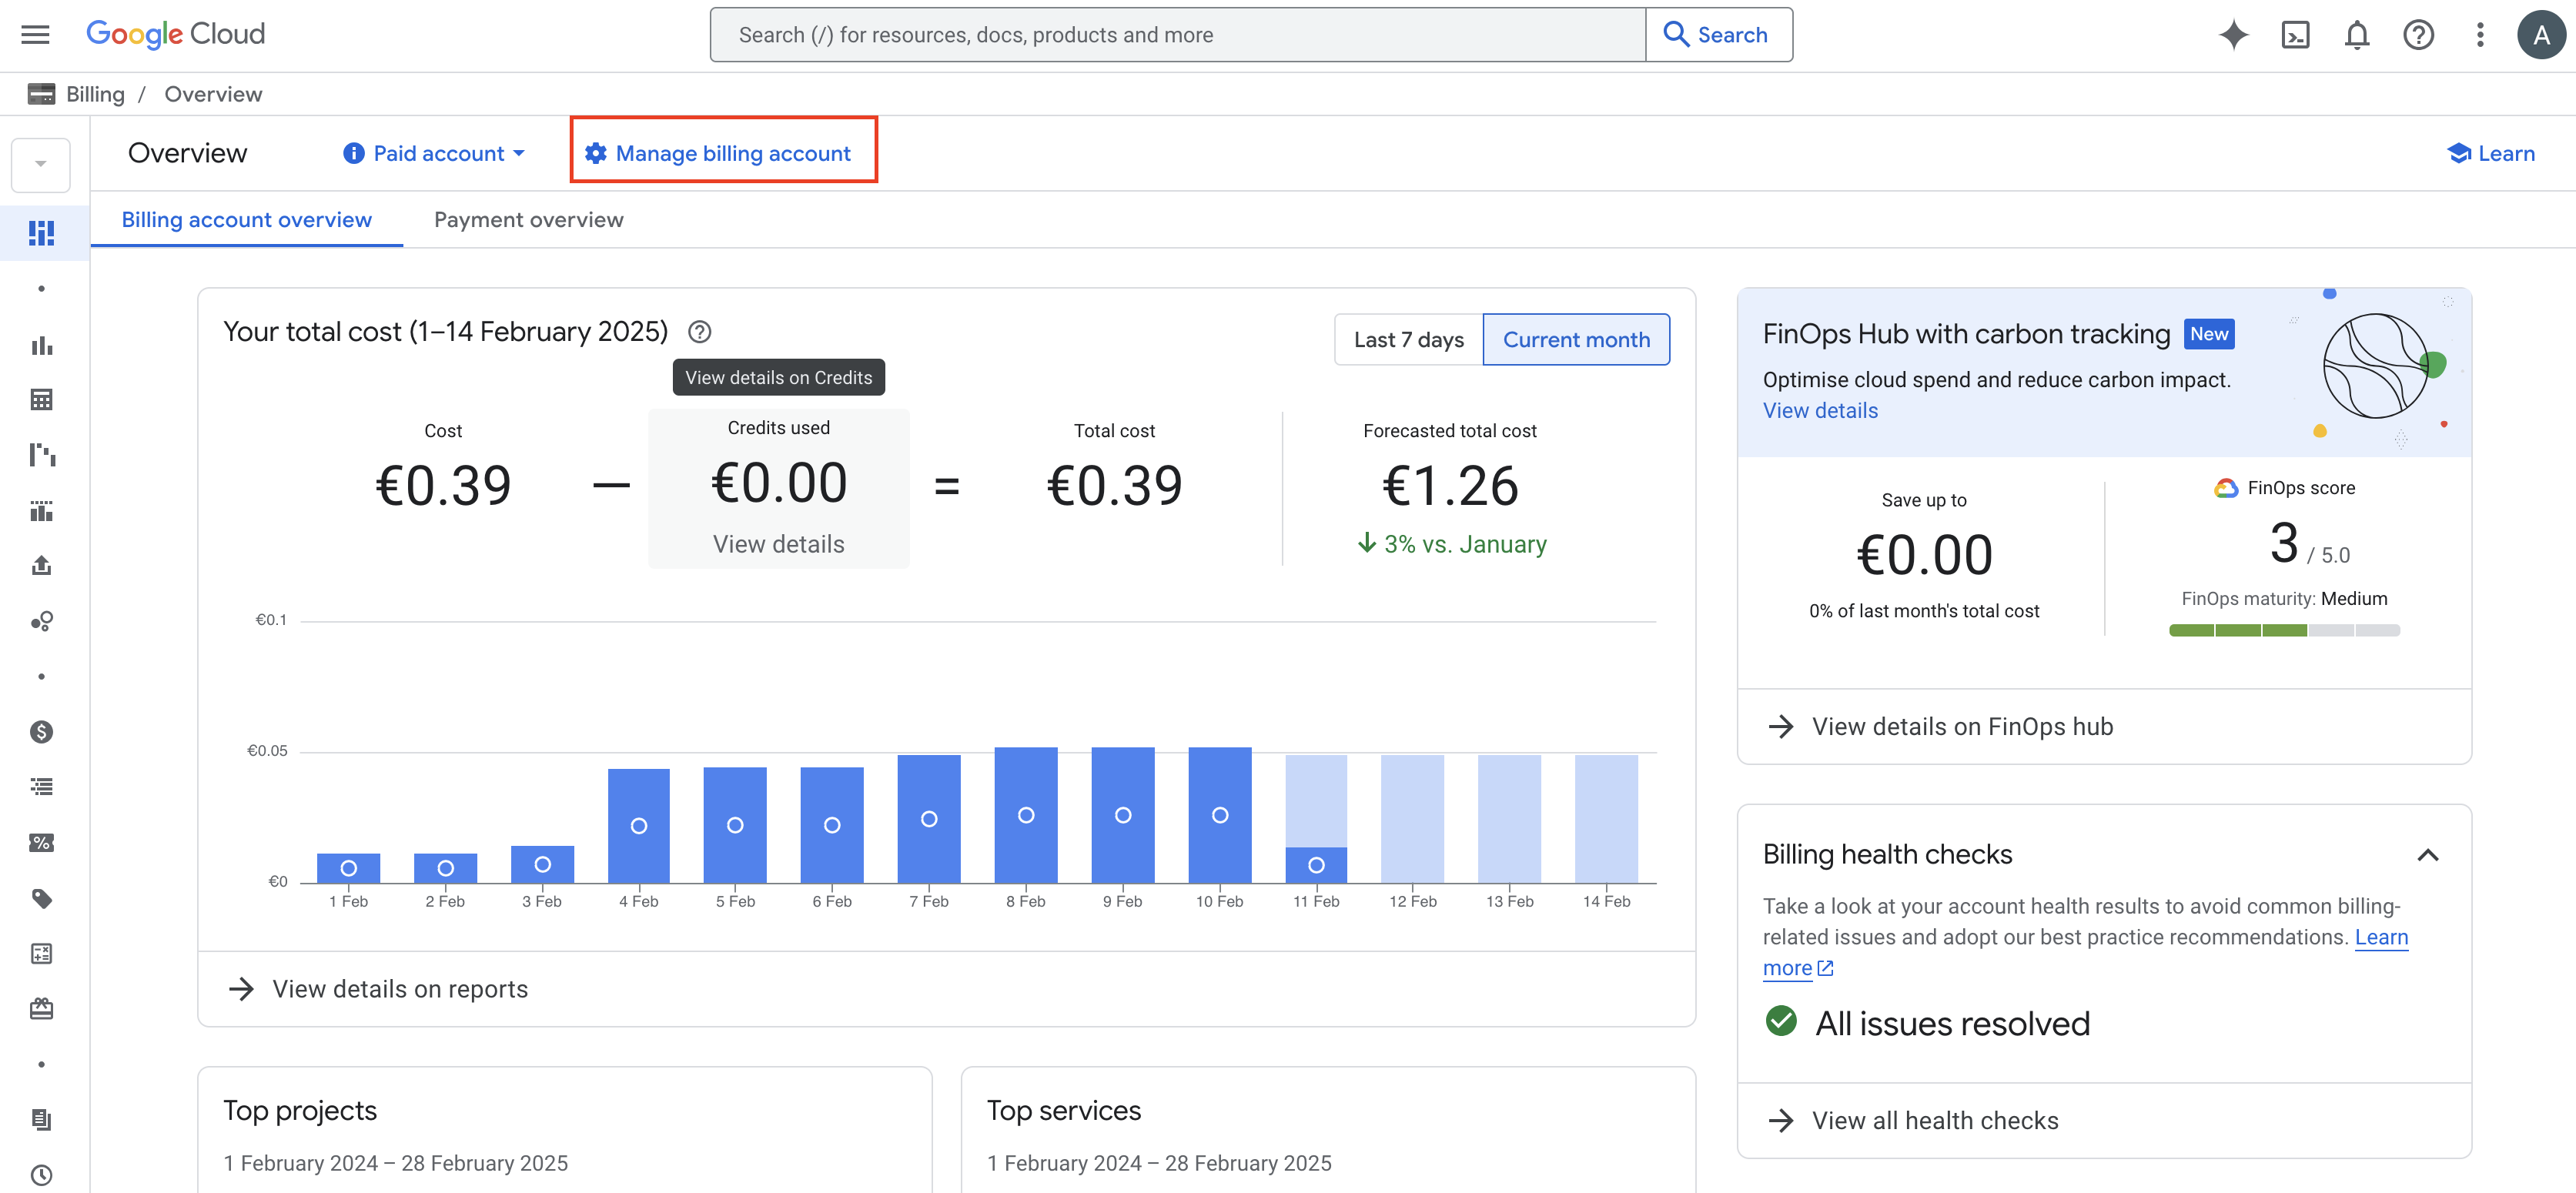 Google Cloud
Search (/) for resources, docs, products and more
Search
A
Billing / Overview
Overview
Paid account
Manage billing account
Learn
Billing account overview
Payment overview
Your total cost (1–14 February 2025)
Last 7 days
Current month
View details on Credits
Cost
€0.39
–
Credits used
€0.00
View details
=
Total cost
€0.39
Forecasted total cost
€1.26
3% vs. January
€0.1
€0.05
€0
1 Feb
2 Feb
3 Feb
4 Feb
5 Feb
6 Feb
7 Feb
8 Feb
9 Feb
10 Feb
11 Feb
12 Feb
13 Feb
14 Feb
View details on reports
Top projects
1 February 2024 – 28 February 2025
Top services
1 February 2024 – 28 February 2025
FinOps Hub with carbon tracking New
Optimise cloud spend and reduce carbon impact.
View details
Save up to
€0.00
0% of last month's total cost
FinOps score
3 / 5.0
FinOps maturity: Medium
View details on FinOps hub
Billing health checks
Take a look at your account health results to avoid common billing-
related issues and adopt our best practice recommendations. Learn
more
All issues resolved
View all health checks